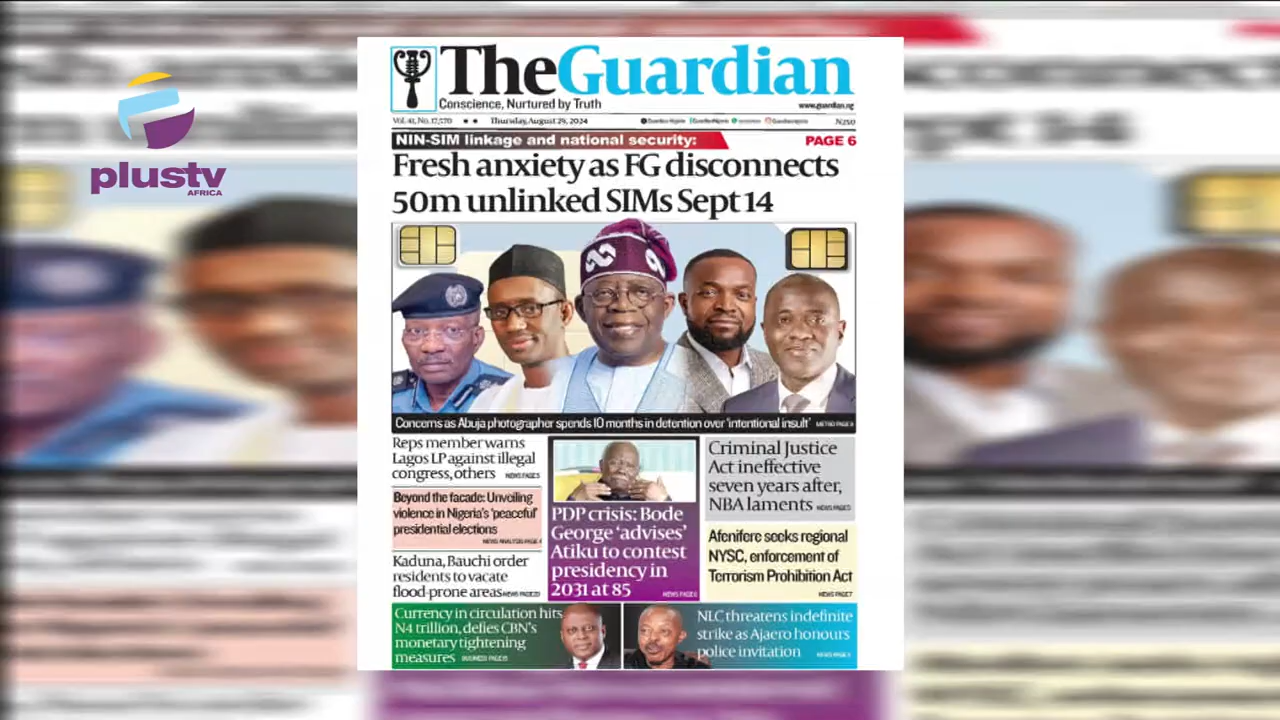 plustv
AFRICA
TheGuardian
Conscience, Nurtured by Truth
www.guardian.ng
Vol. 41, No. 17,570
Thursday, August 29, 2024
N250
NIN-SIM linkage and national security:
PAGE 6
Fresh anxiety as FG disconnects
50m unlinked SIMs Sept 14
Concerns as Abuja photographer spends 10 months in detention over 'intentional insult'
Reps member warns
Lagos LP against illegal
congress, others
Beyond the facade: Unveiling
violence in Nigeria's 'peaceful'
presidential elections
Kaduna, Bauchi order
residents to vacate
flood-prone areas
PDP crisis: Bode
George 'advises'
Atiku to contest
presidency in
2031 at 85
Criminal Justice
Act ineffective
seven years after,
NBA laments
Afenifere seeks regional
NYSC, enforcement of
Terrorism Prohibition Act
Currency in circulation hits
N4 trillion, defies CBN's
monetary tightening
measures
NLC threatens indefinite
strike as Ajaero honours
police invitation